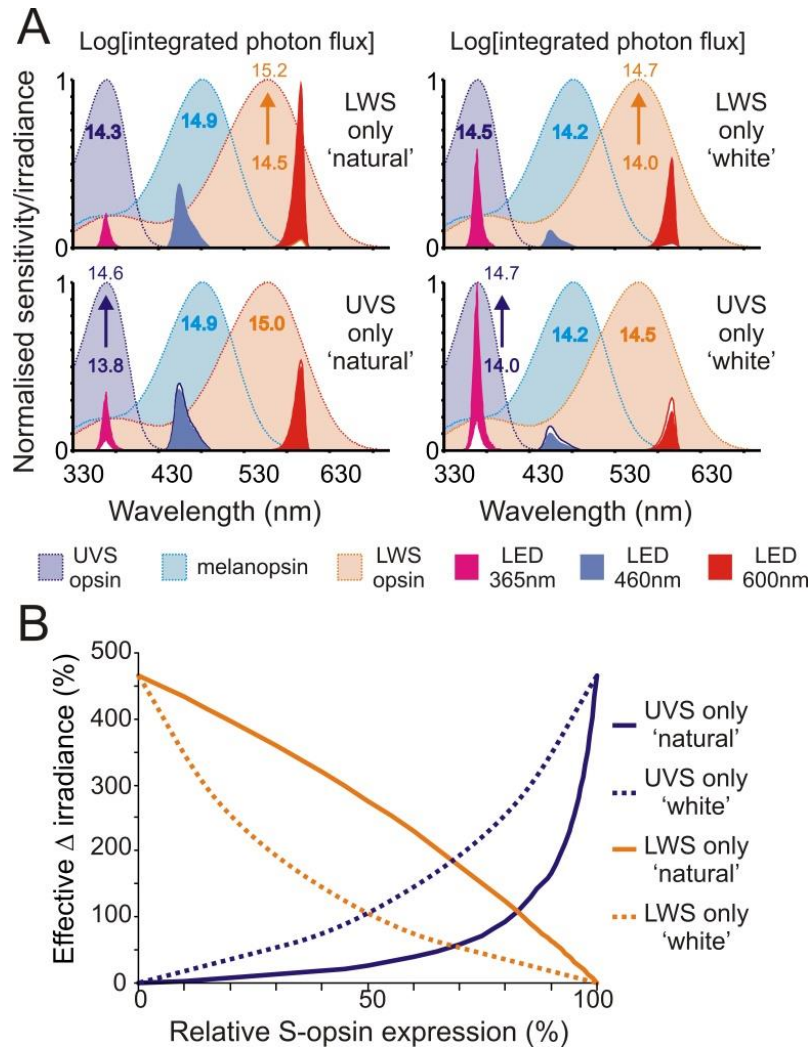 A
Log[integrated photon flux]
Log[integrated photon flux]
Normalised sensitivity/irradiance
1
0
14.3
14.9
15.2
14.5
LWS
only
'natural'
1
0
14.5
14.2
14.7
14.0
LWS
only
'white'
1
0
14.6
13.8
14.9
15.0
UVS
only
'natural'
330
430
530
630
Wavelength (nm)
1
0
14.7
14.0
14.2
14.5
UVS
only
'white'
330
430
530
630
Wavelength (nm)
UVS
opsin
melanopsin
LWS
opsin
LED
365nm
LED
460nm
LED
600nm
B
Effective Δ irradiance (%)
500
400
300
200
100
0
0
50
100
Relative S-opsin expression (%)
UVS only
'natural'
UVS only
'white'
LWS only
'natural'
LWS only
'white'